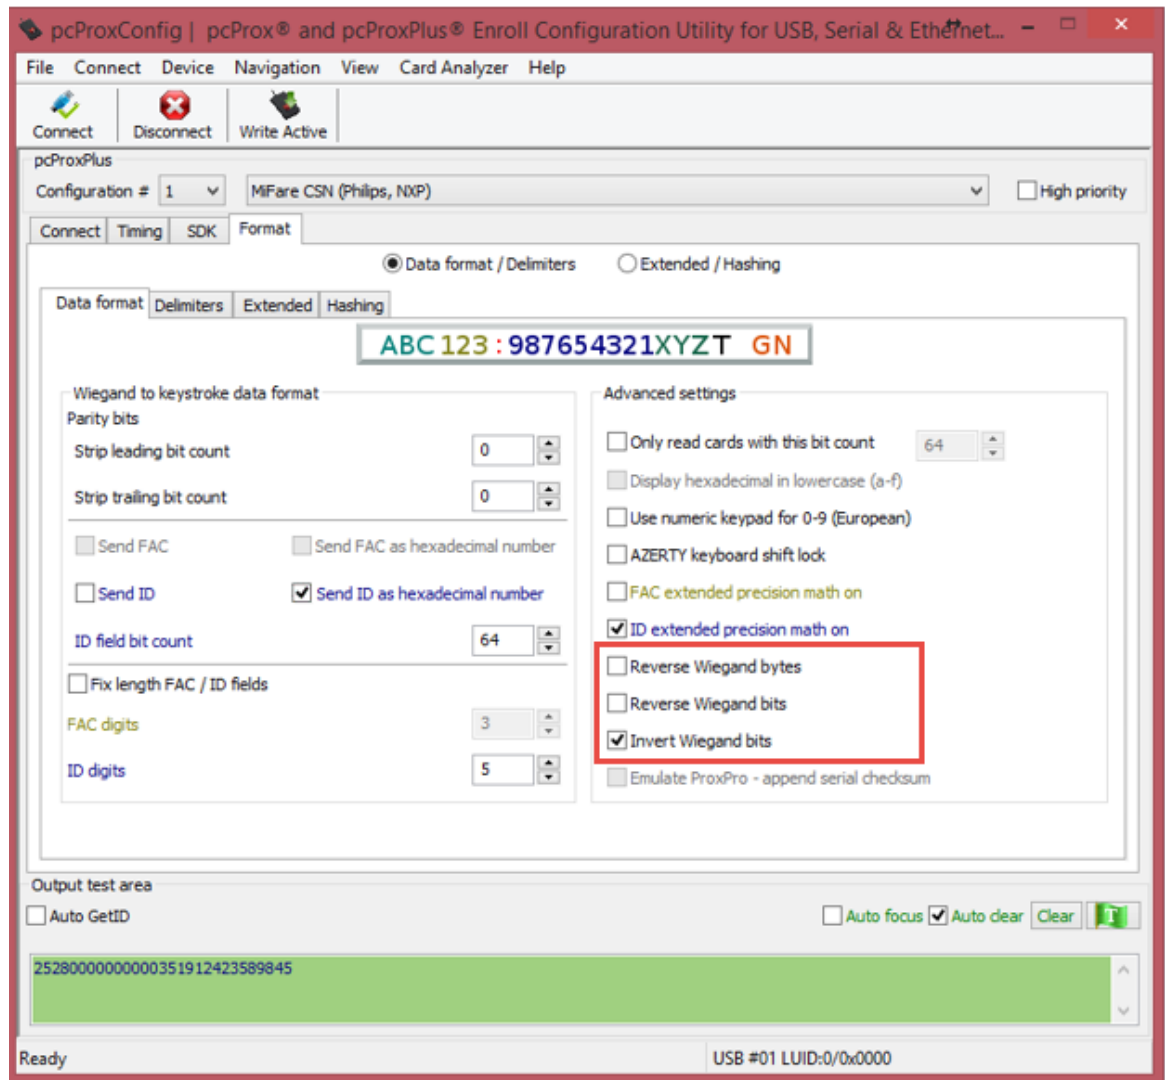 pcProxConfig | pcProx® and pcProxPlus® Enroll Configuration Utility for USB, Serial & Ethernet...
File Connect Device Navigation View Card Analyzer Help
Connect Disconnect Write Active
pcProxPlus
Configuration # 1 MiFare CSN (Philips, NXP) High priority
Connect Timing SDK Format
Data format / Delimiters Extended / Hashing
Data format Delimiters Extended Hashing
ABC 123 : 987654321XYZT GN
Wiegand to keystroke data format
Parity bits
Strip leading bit count 0
Strip trailing bit count 0
Send FAC Send FAC as hexadecimal number
Send ID Send ID as hexadecimal number
ID field bit count 64
Fix length FAC / ID fields
FAC digits 3
ID digits 5
Advanced settings
Only read cards with this bit count 64
Display hexadecimal in lowercase (a-f)
Use numeric keypad for 0-9 (European)
AZERTY keyboard shift lock
FAC extended precision math on
ID extended precision math on
Reverse Wiegand bytes
Reverse Wiegand bits
Invert Wiegand bits
Emulate ProxPro - append serial checksum
Output test area
Auto GetID Auto focus Auto clear Clear T
25280000000000351912423589845
Ready USB #01 LUID:0/0x0000